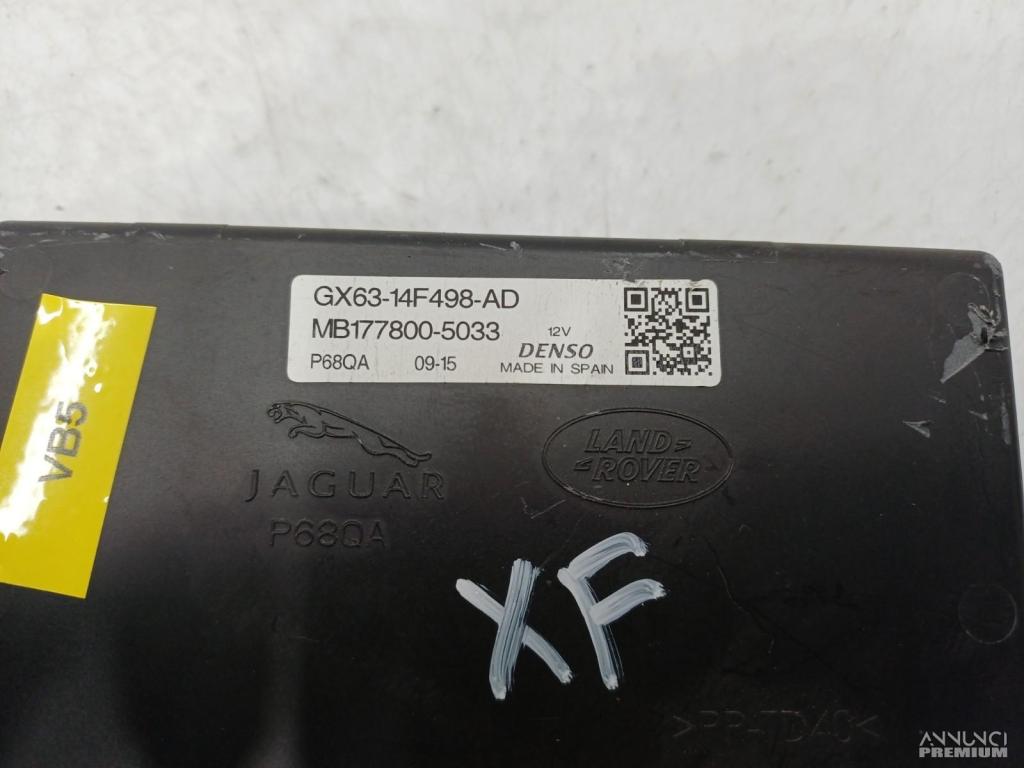 GX63-14F498-AD
MB177800-5033
12V
DENSO
P68QA 09-15 MADE IN SPAIN
VB5
JAGUAR
LAND
ROVER
P68QA
XF
ANNUNCI
PREMIUM